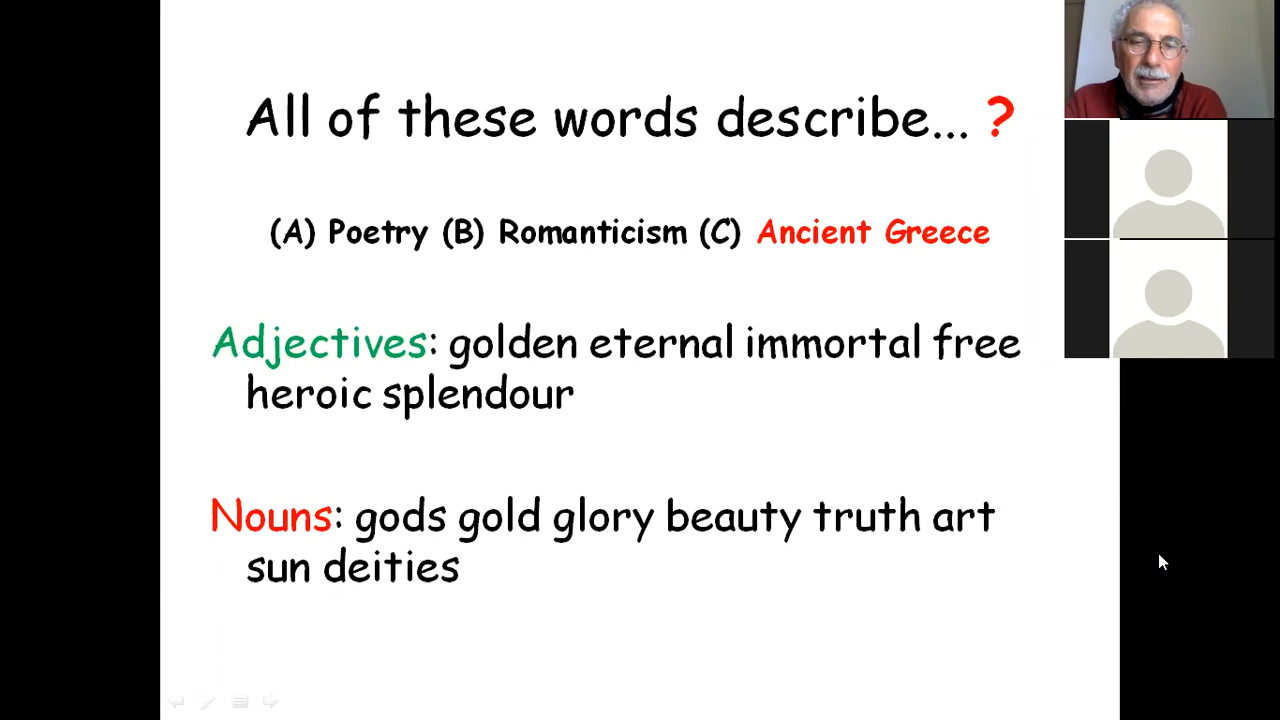 All of these words describe... ?
(A) Poetry (B) Romanticism (C) Ancient Greece
Adjectives: golden eternal immortal free
heroic splendour
Nouns: gods gold glory beauty truth art
sun deities